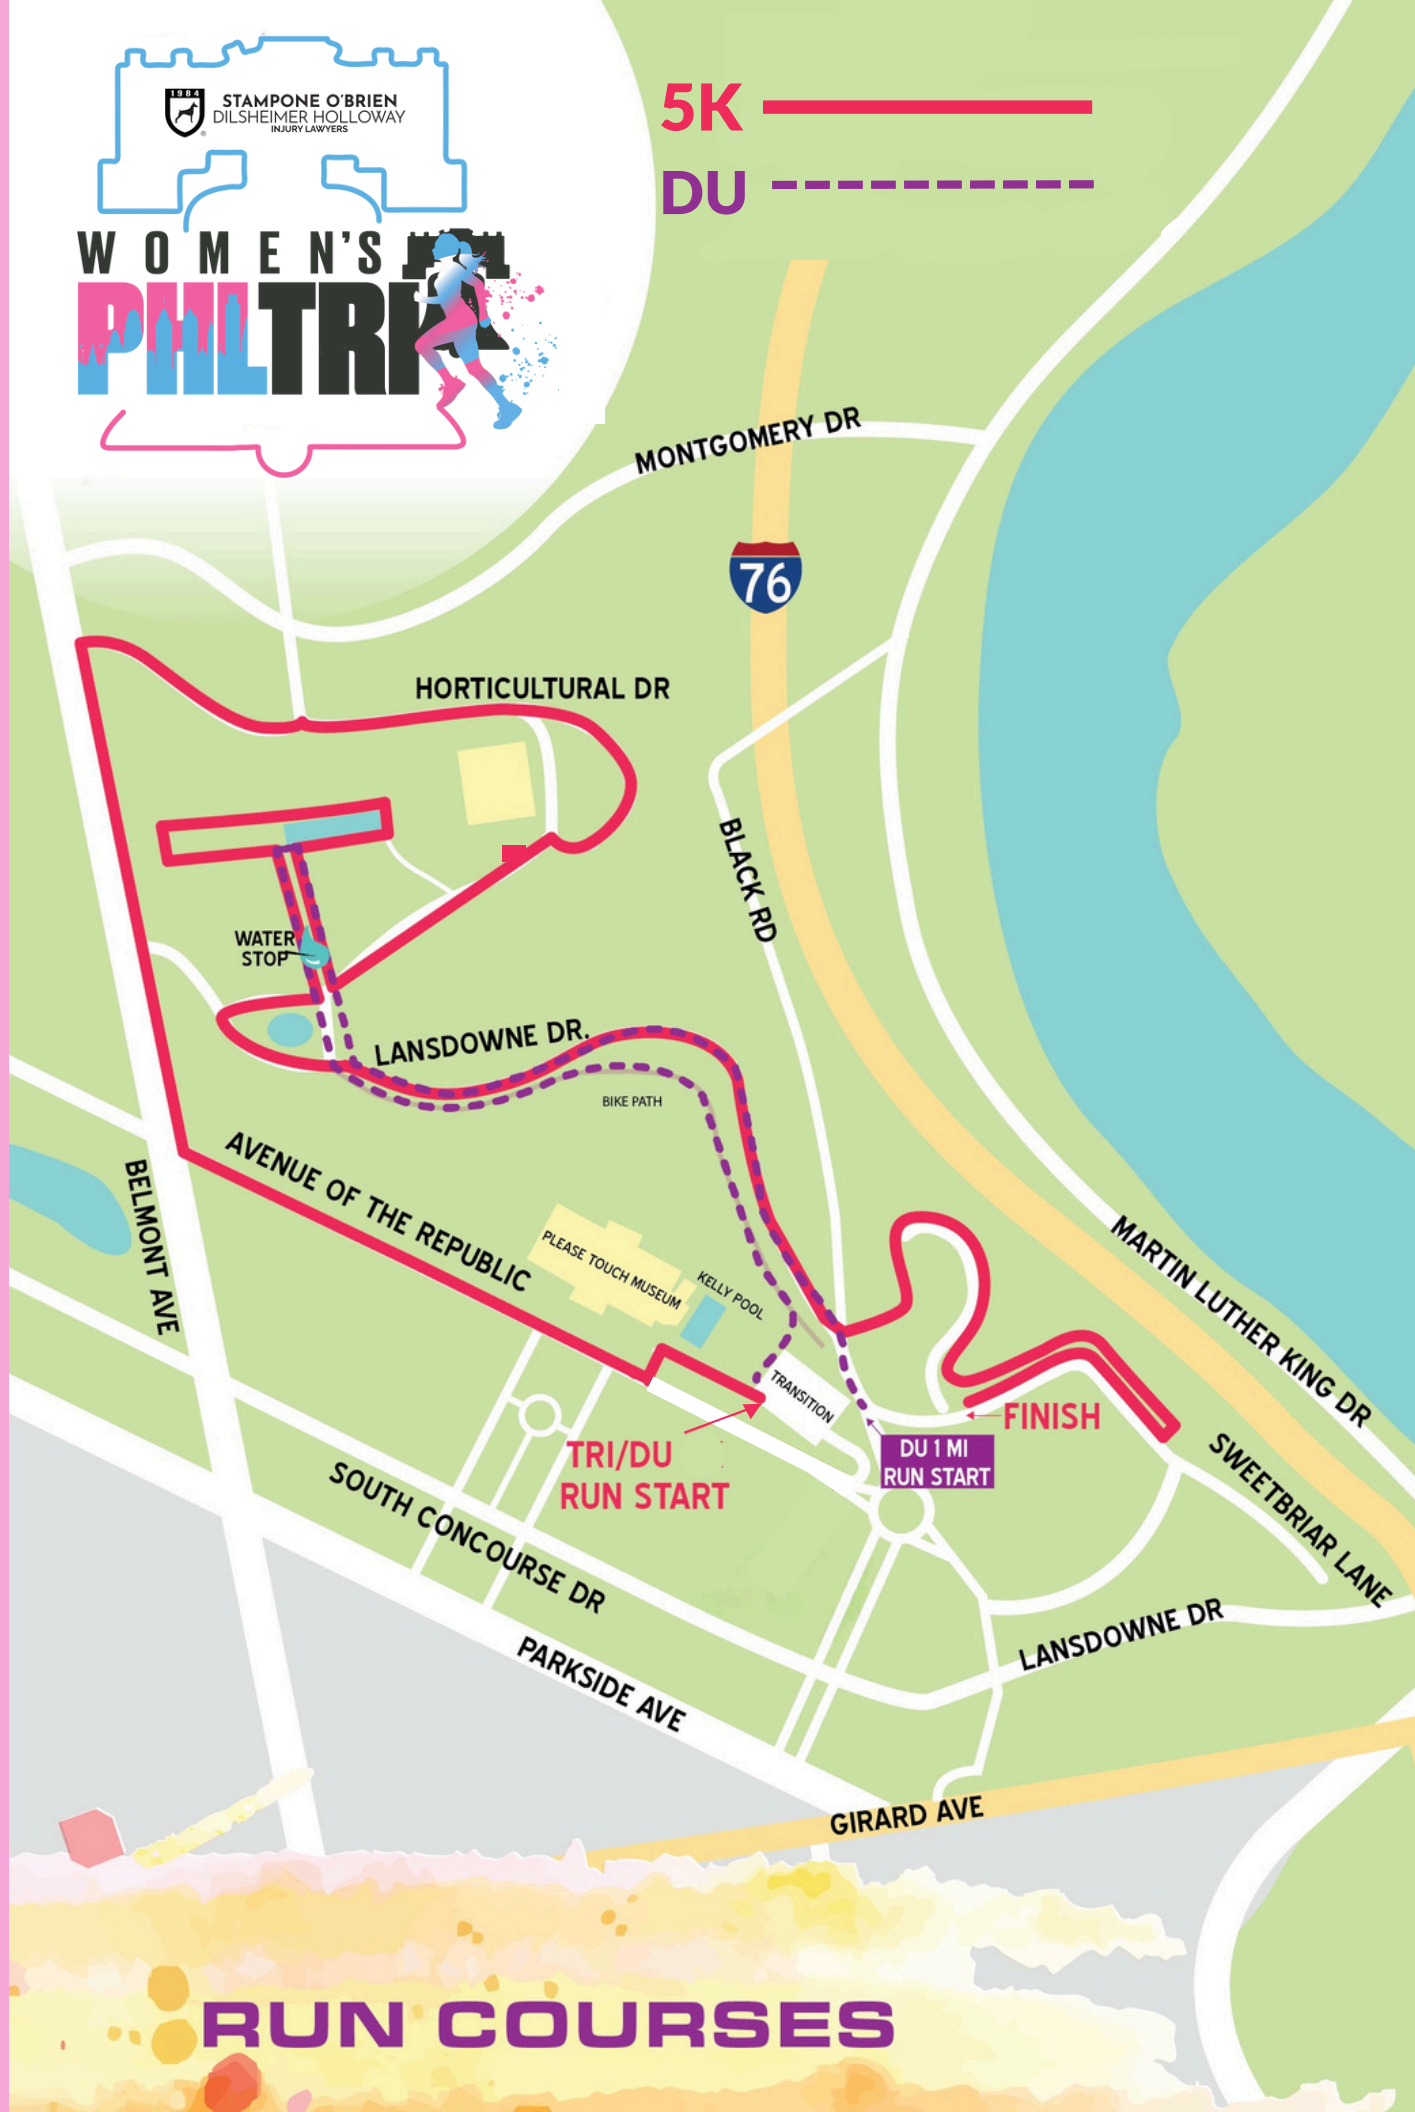 1984
STAMPONE O'BRIEN
DILSHEIMER HOLLOWAY
INJURY LAWYERS
®
WOMEN'S
PHLTRI
5K
DU
MONTGOMERY DR
76
HORTICULTURAL DR
BLACK RD
WATER
STOP
LANSDOWNE DR.
BIKE PATH
AVENUE OF THE REPUBLIC
BELMONT AVE
PLEASE TOUCH MUSEUM
KELLY POOL
TRANSITION
MARTIN LUTHER KING DR
FINISH
TRI/DU
RUN START
DU 1 MI
RUN START
SWEETBRIAR LANE
SOUTH CONCOURSE DR
LANSDOWNE DR
PARKSIDE AVE
GIRARD AVE
RUN COURSES